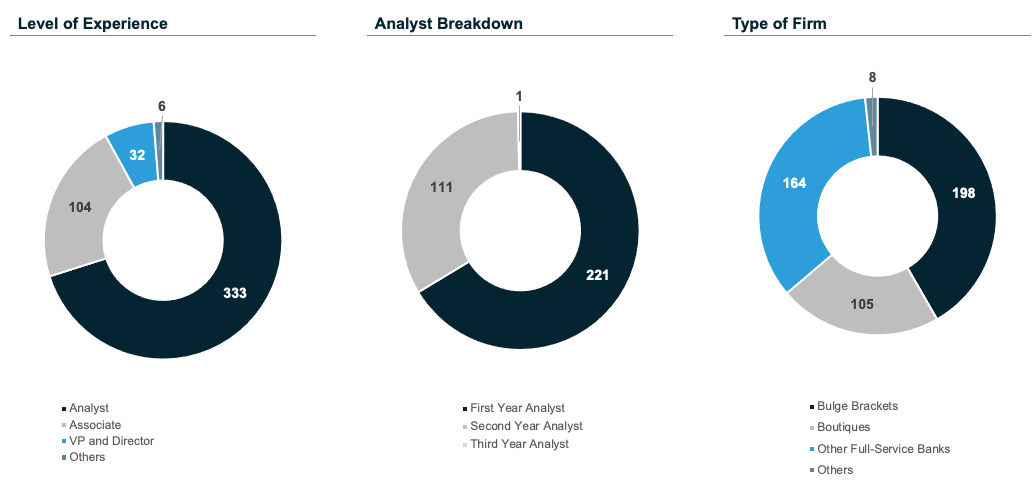 Level of Experience
6
32
104
333
Analyst
Associate
VP and Director
Others
Analyst Breakdown
1
111
221
First Year Analyst
Second Year Analyst
Third Year Analyst
Type of Firm
8
164
198
105
Bulge Brackets
Boutiques
Other Full-Service Banks
Others